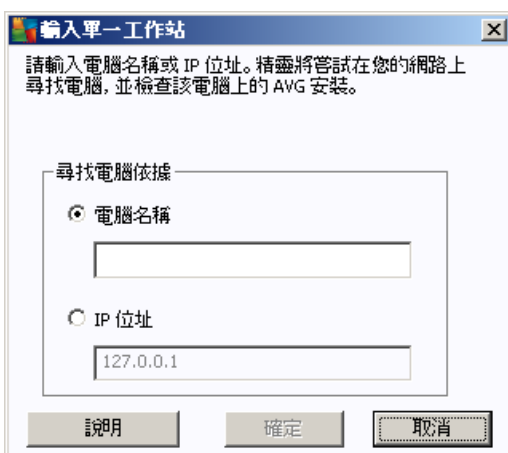 輸入單一工作站
請輸入電腦名稱或 IP 位址。精靈將嘗試在您的網路上
尋找電腦, 並檢查該電腦上的 AVG 安裝。
尋找電腦依據
電腦名稱
IP 位址
127.0.0.1
說明
確定
取消